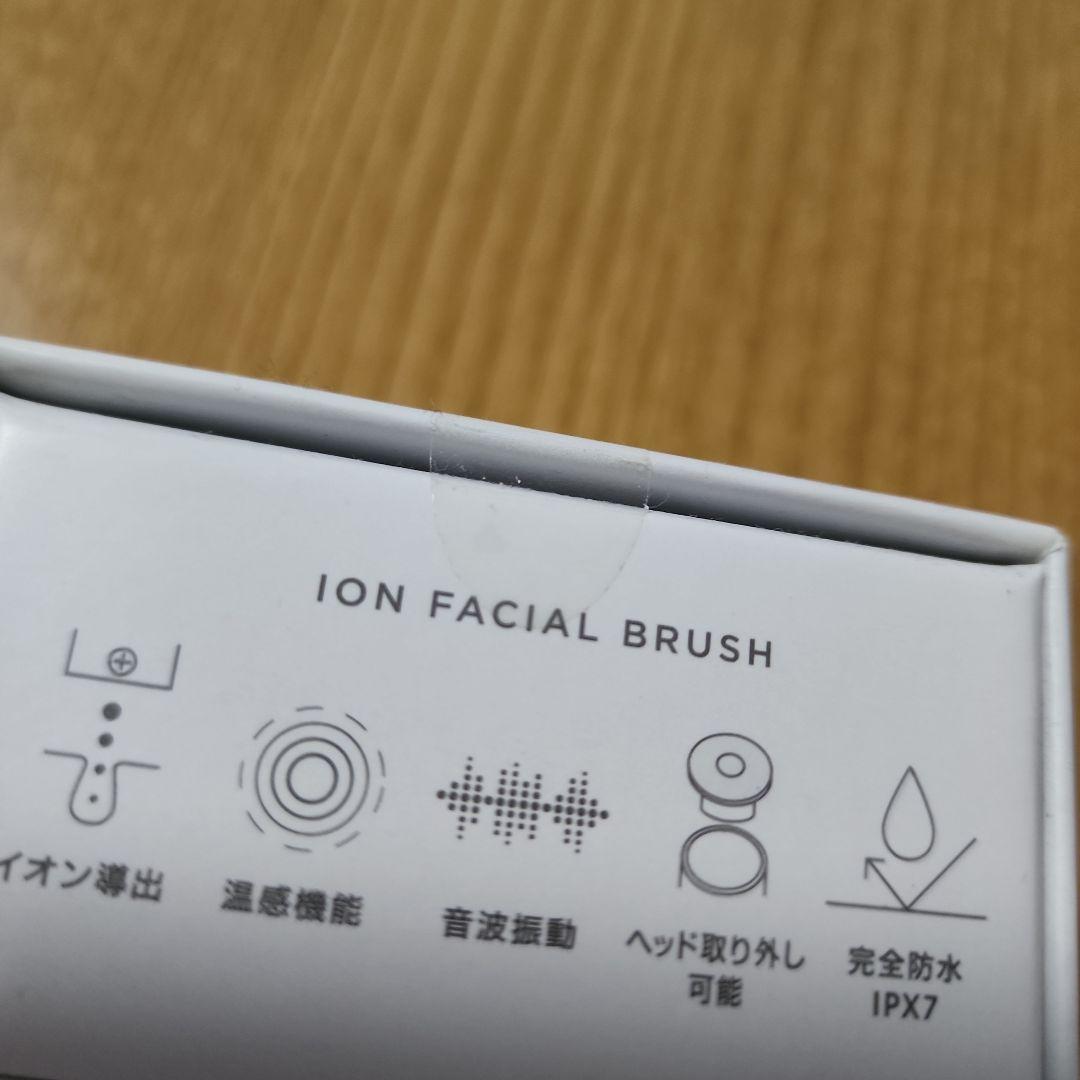 ION FACIAL BRUSH
イオン導出
温感機能
音波振動
ヘッド取り外し
可能
完全防水
IPX7